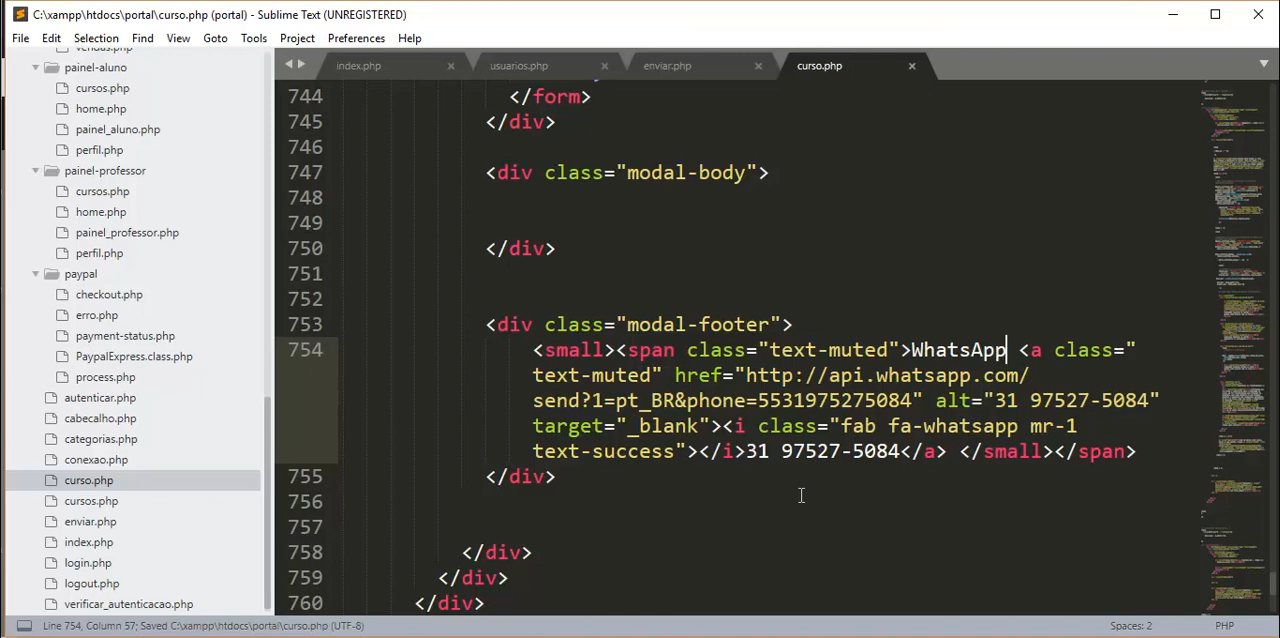 C:\xampp\htdocs\portal\curso.php (portal) - Sublime Text (UNREGISTERED)
File Edit Selection Find View Goto Tools Project Preferences Help
vendas.php
painel-aluno
cursos.php
home.php
painel_aluno.php
perfil.php
painel-professor
cursos.php
home.php
painel_professor.php
perfil.php
paypal
checkout.php
erro.php
payment-status.php
PaypalExpress.class.php
process.php
autenticar.php
cabecalho.php
categorias.php
conexao.php
curso.php
cursos.php
enviar.php
index.php
login.php
logout.php
verificar_autenticacao.php
index.php usuarios.php enviar.php curso.php
744 </form>
745 </div>
746
747 <div class="modal-body">
748
749
750 </div>
751
752
753 <div class="modal-footer">
754 <small><span class="text-muted">WhatsApp <a class="
text-muted" href="http://api.whatsapp.com/
send?1=pt_BR&phone=5531975275084" alt="31 97527-5084"
target="_blank"><i class="fab fa-whatsapp mr-1
text-success"></i>31 97527-5084</a> </small></span>
755 </div>
756
757
758 </div>
759 </div>
760 </div>
Line 754, Column 57; Saved C:\xampp\htdocs\portal\curso.php (UTF-8) Spaces: 2 PHP